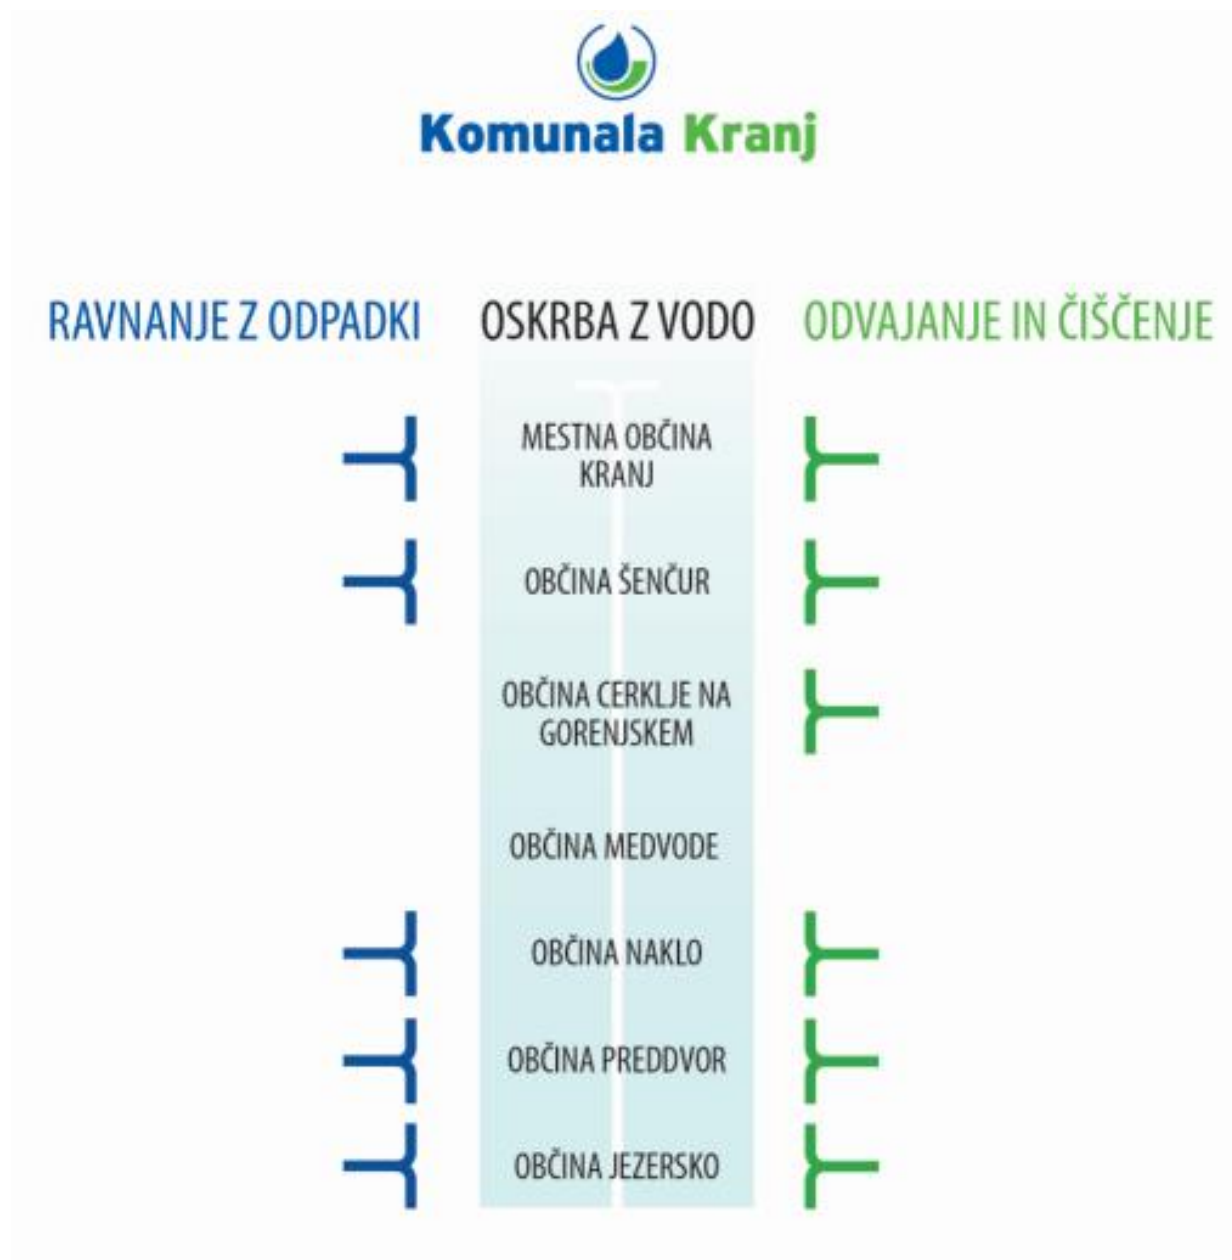 Komunala Kranj
RAVNANJE Z ODPADKI
OSKRBA Z VODO
ODVAJANJE IN ČIŠČENJE
MESTNA OBČINA
KRANJ
OBČINA ŠENČUR
OBČINA CERKLJE NA
GORENJSKEM
OBČINA MEDVODE
OBČINA NAKLO
OBČINA PREDDVOR
OBČINA JEZERSKO